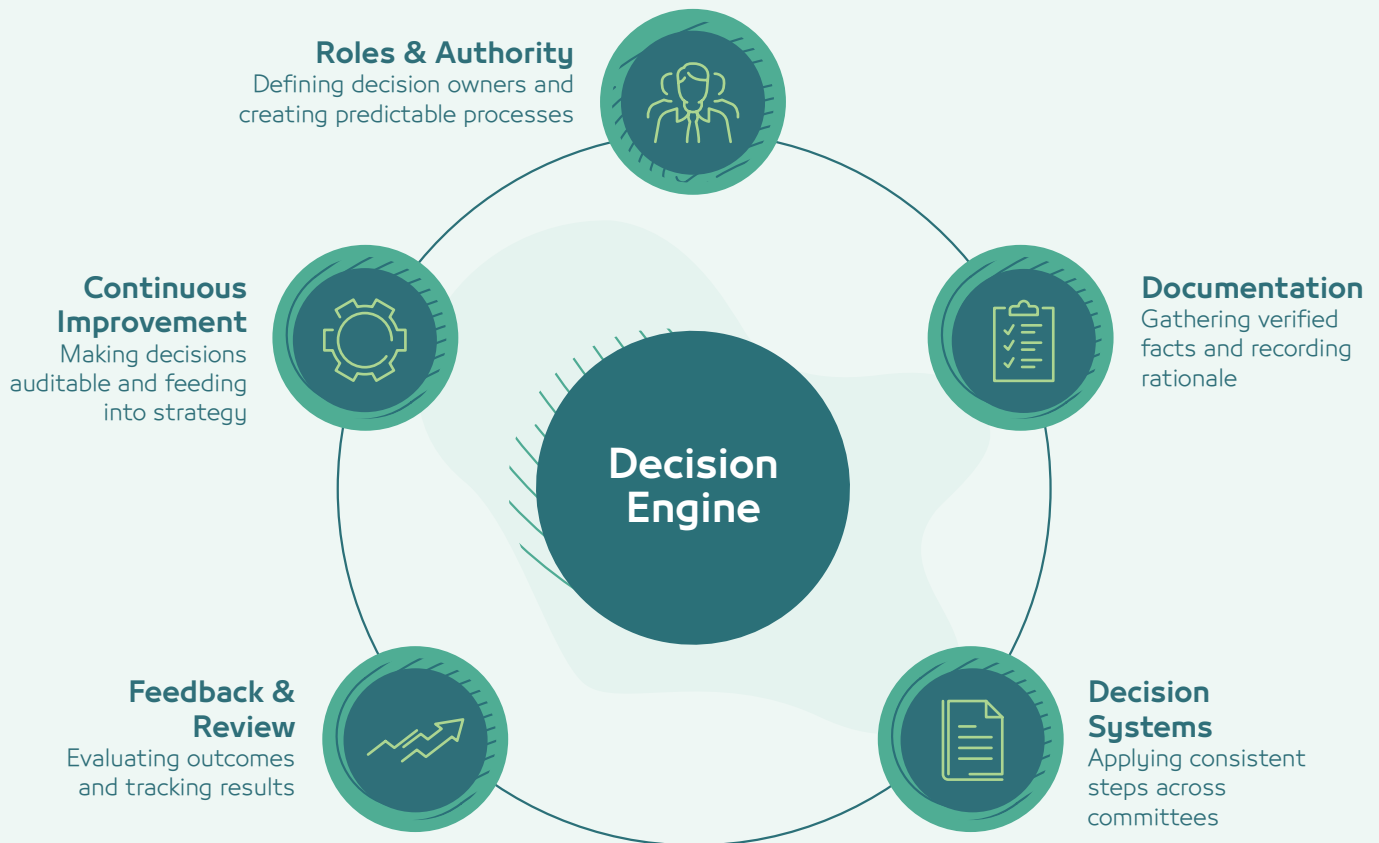 Roles & Authority
Defining decision owners and
creating predictable processes
Continuous
Improvement
Making decisions
auditable and feeding
into strategy
Documentation
Gathering verified
facts and recording
rationale
Decision
Engine
Feedback &
Review
Evaluating outcomes
and tracking results
Decision
Systems
Applying consistent
steps across
committees